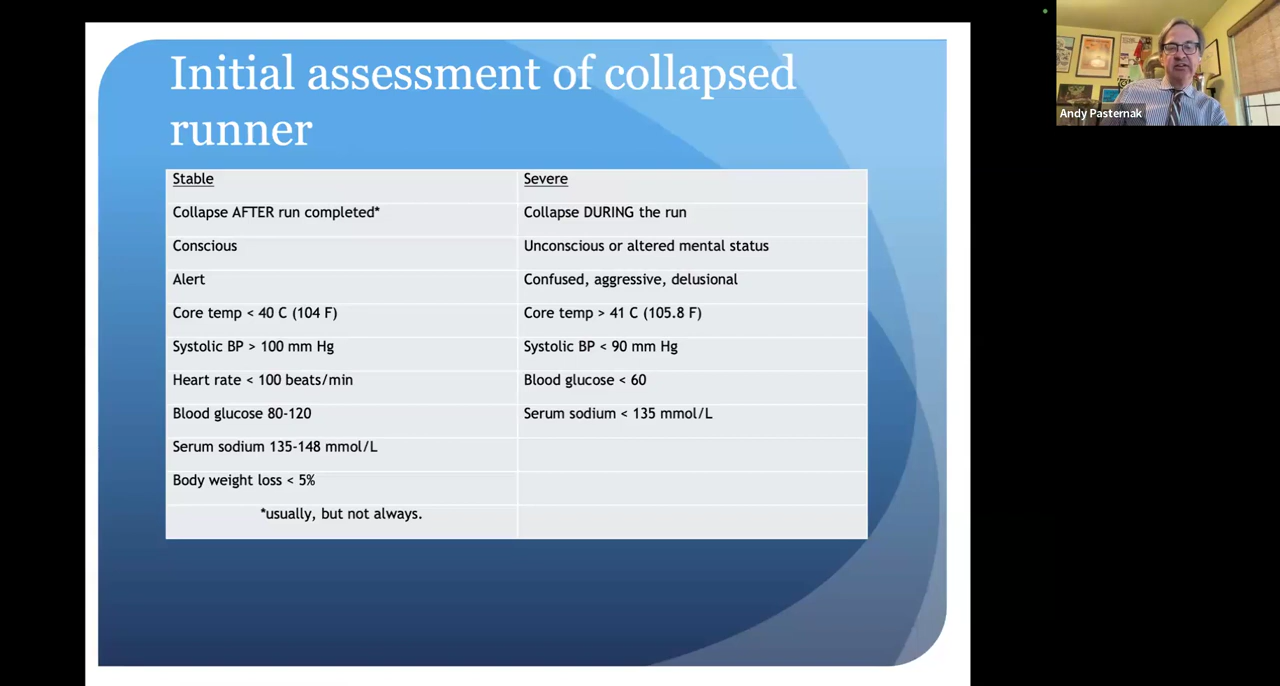 Initial assessment of collapsed
runner
Stable
Severe
Collapse AFTER run completed*
Collapse DURING the run
Conscious
Unconscious or altered mental status
Alert
Confused, aggressive, delusional
Core temp < 40 C (104 F)
Core temp > 41 C (105.8 F)
Systolic BP > 100 mm Hg
Systolic BP < 90 mm Hg
Heart rate < 100 beats/min
Blood glucose < 60
Blood glucose 80-120
Serum sodium < 135 mmol/L
Serum sodium 135-148 mmol/L
Body weight loss < 5%
*usually, but not always.
Andy Pasternak